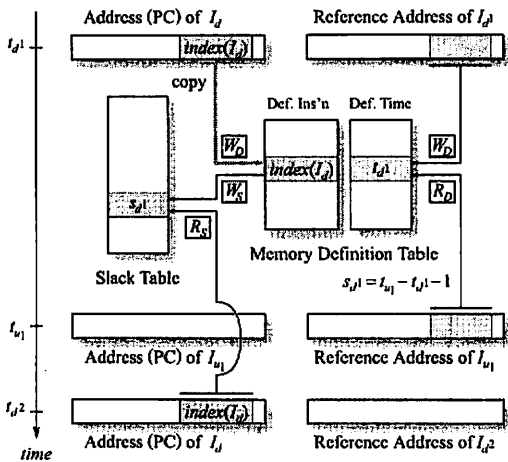 Address (PC) of I_d
Reference Address of I_d1
t_d1
index(I_d)
copy
Def. Ins'n
Def. Time
W_D
W_D
index(I_d)
t_d1
s_d1
W_S
R_D
R_S
Slack Table
Memory Definition Table
s_d1 = t_u1 − t_d1 − 1
t_u1
Address (PC) of I_u1
Reference Address of I_u1
t_d2
index(I_d)
Address (PC) of I_d
Reference Address of I_d2
time